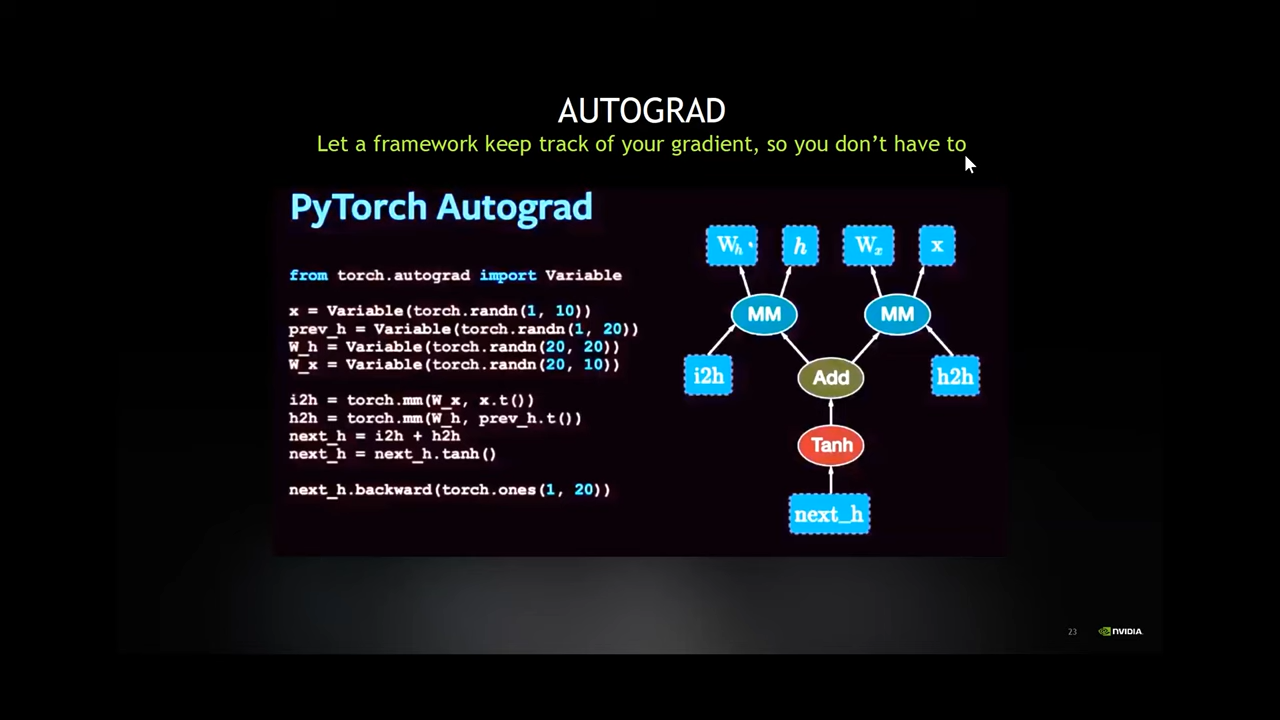 AUTOGRAD
Let a framework keep track of your gradient, so you don't have to
PyTorch Autograd
from torch.autograd import Variable
x = Variable(torch.randn(1, 10))
prev_h = Variable(torch.randn(1, 20))
W_h = Variable(torch.randn(20, 20))
W_x = Variable(torch.randn(20, 10))
i2h = torch.mm(W_x, x.t())
h2h = torch.mm(W_h, prev_h.t())
next_h = i2h + h2h
next_h = next_h.tanh()
next_h.backward(torch.ones(1, 20))
W_h h W_x x
MM MM
i2h Add h2h
Tanh
next_h
23 NVIDIA.